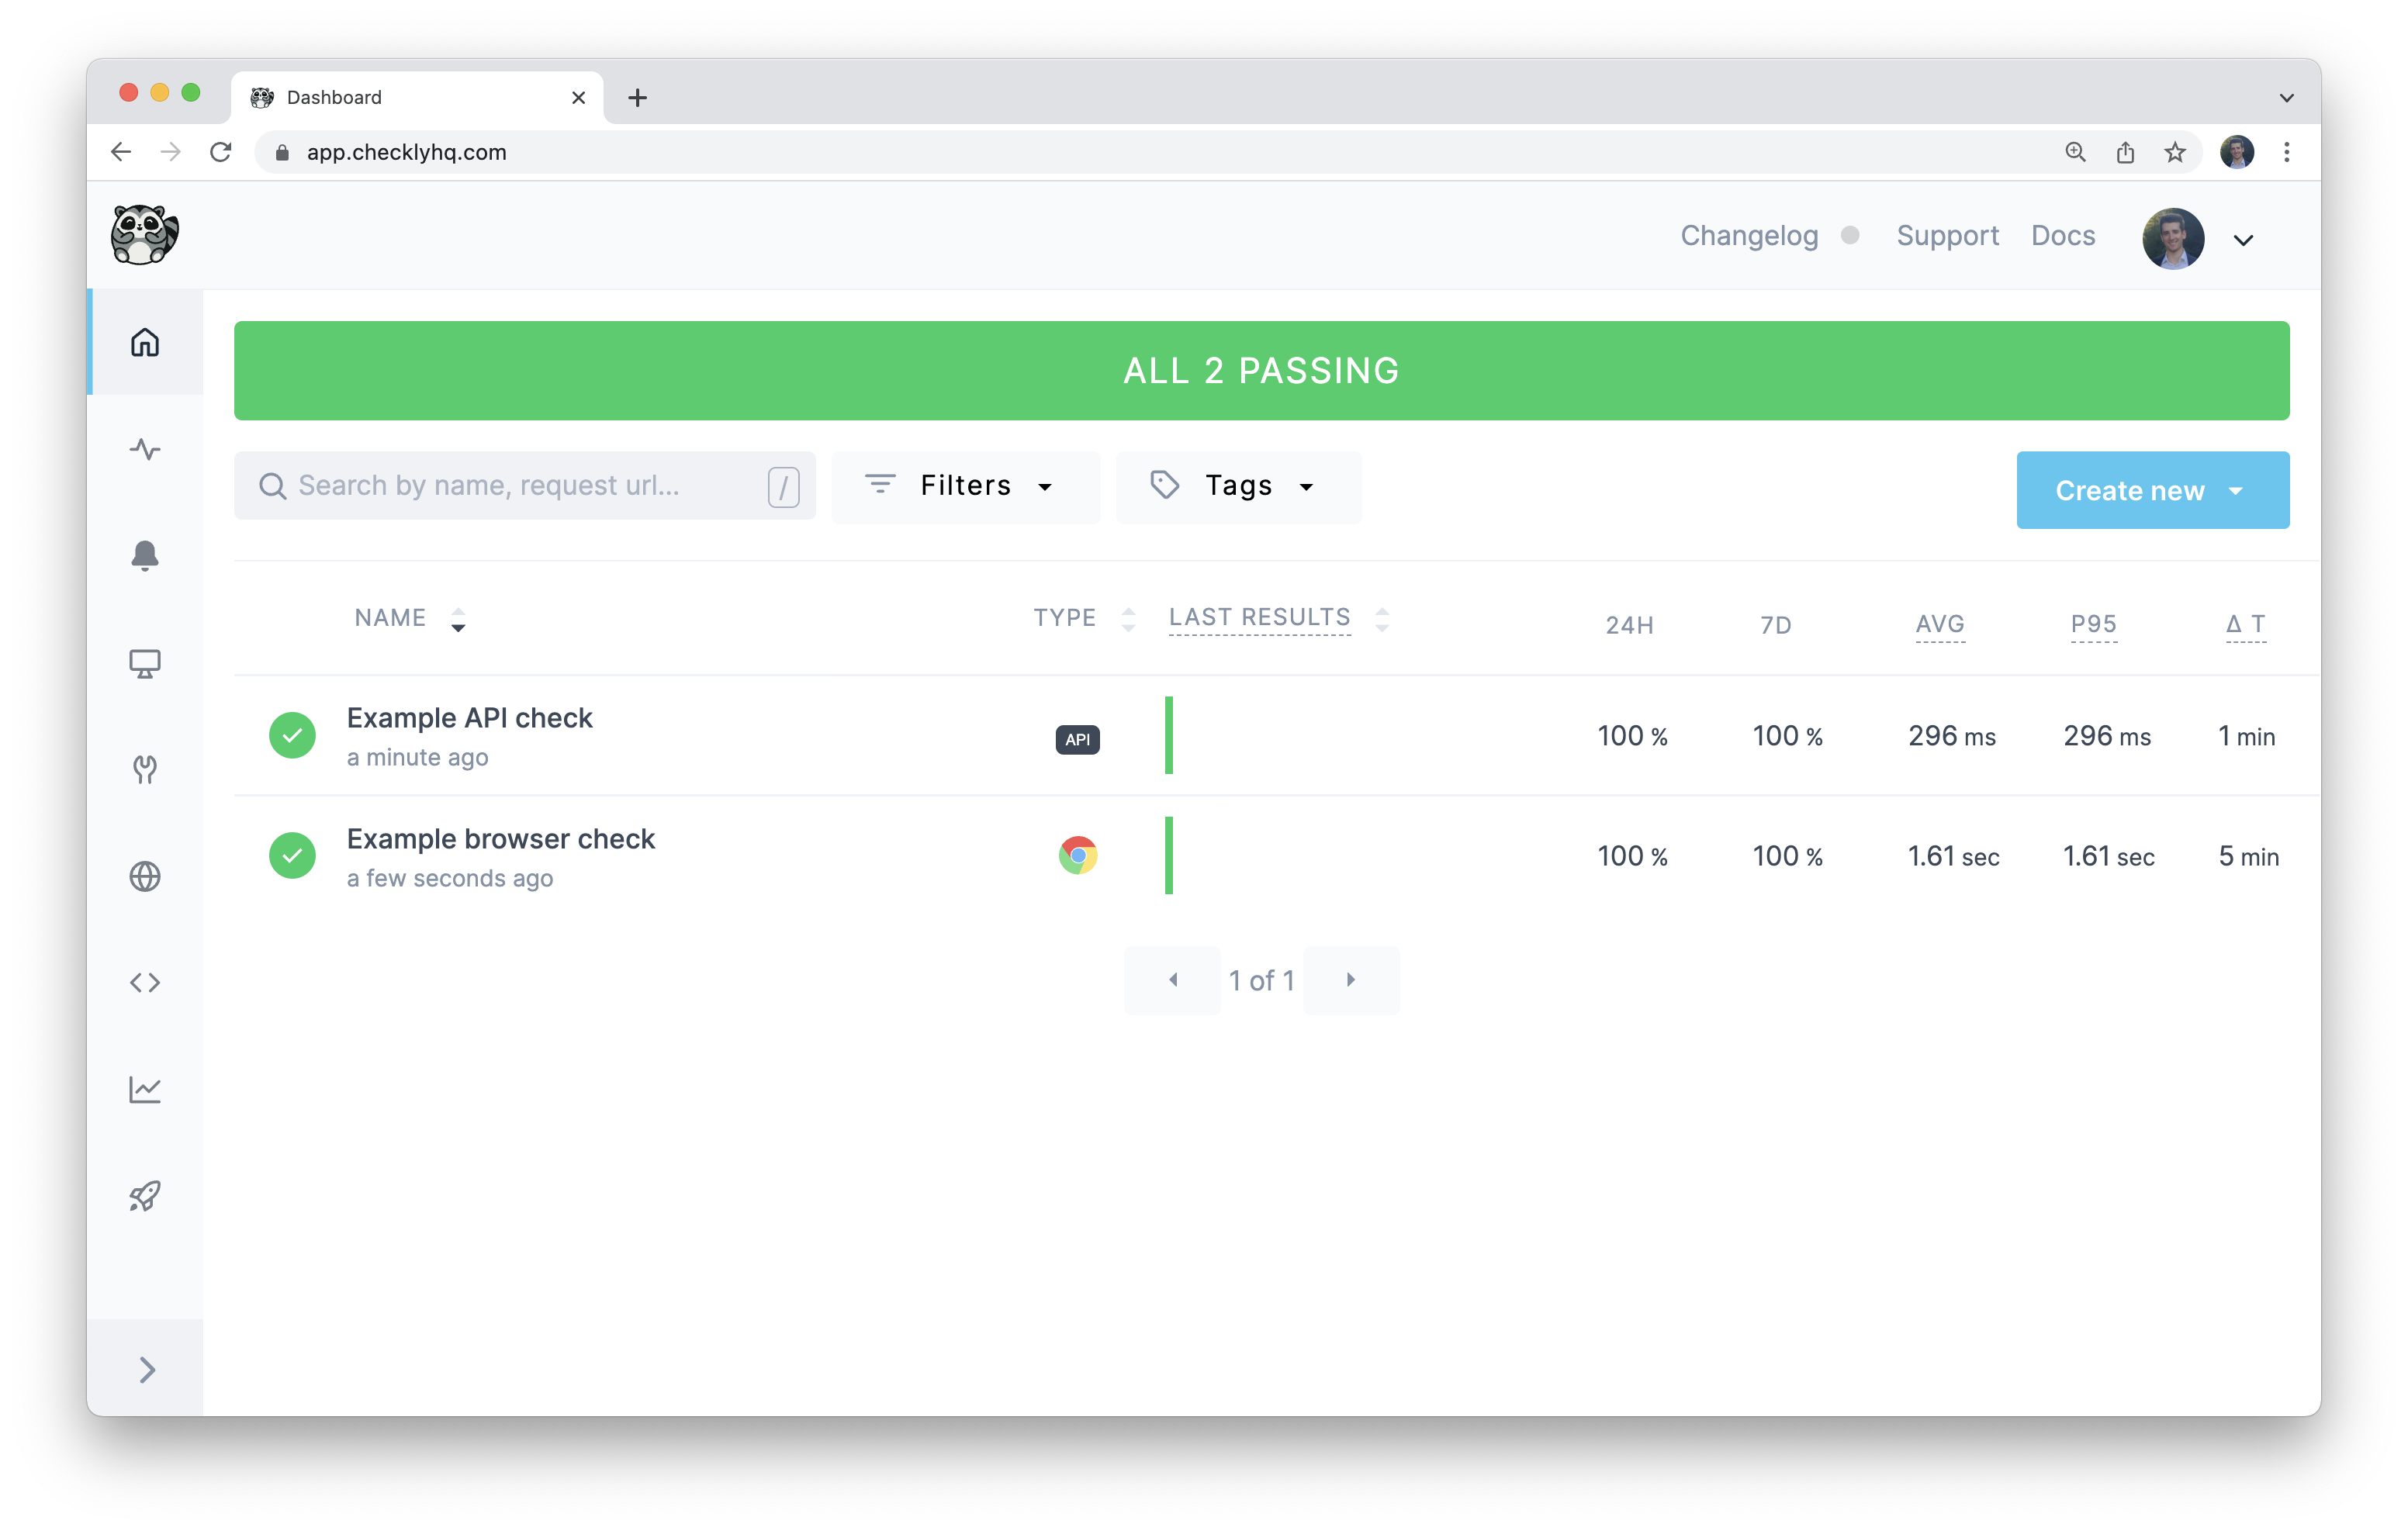 Dashboard
app.checklyhq.com
Changelog Support Docs
ALL 2 PASSING
Search by name, request url... /
Filters
Tags
Create new
NAME TYPE LAST RESULTS 24H 7D AVG P95 Δ T
Example API check
a minute ago
API
100 % 100 % 296 ms 296 ms 1 min
Example browser check
a few seconds ago
100 % 100 % 1.61 sec 1.61 sec 5 min
1 of 1